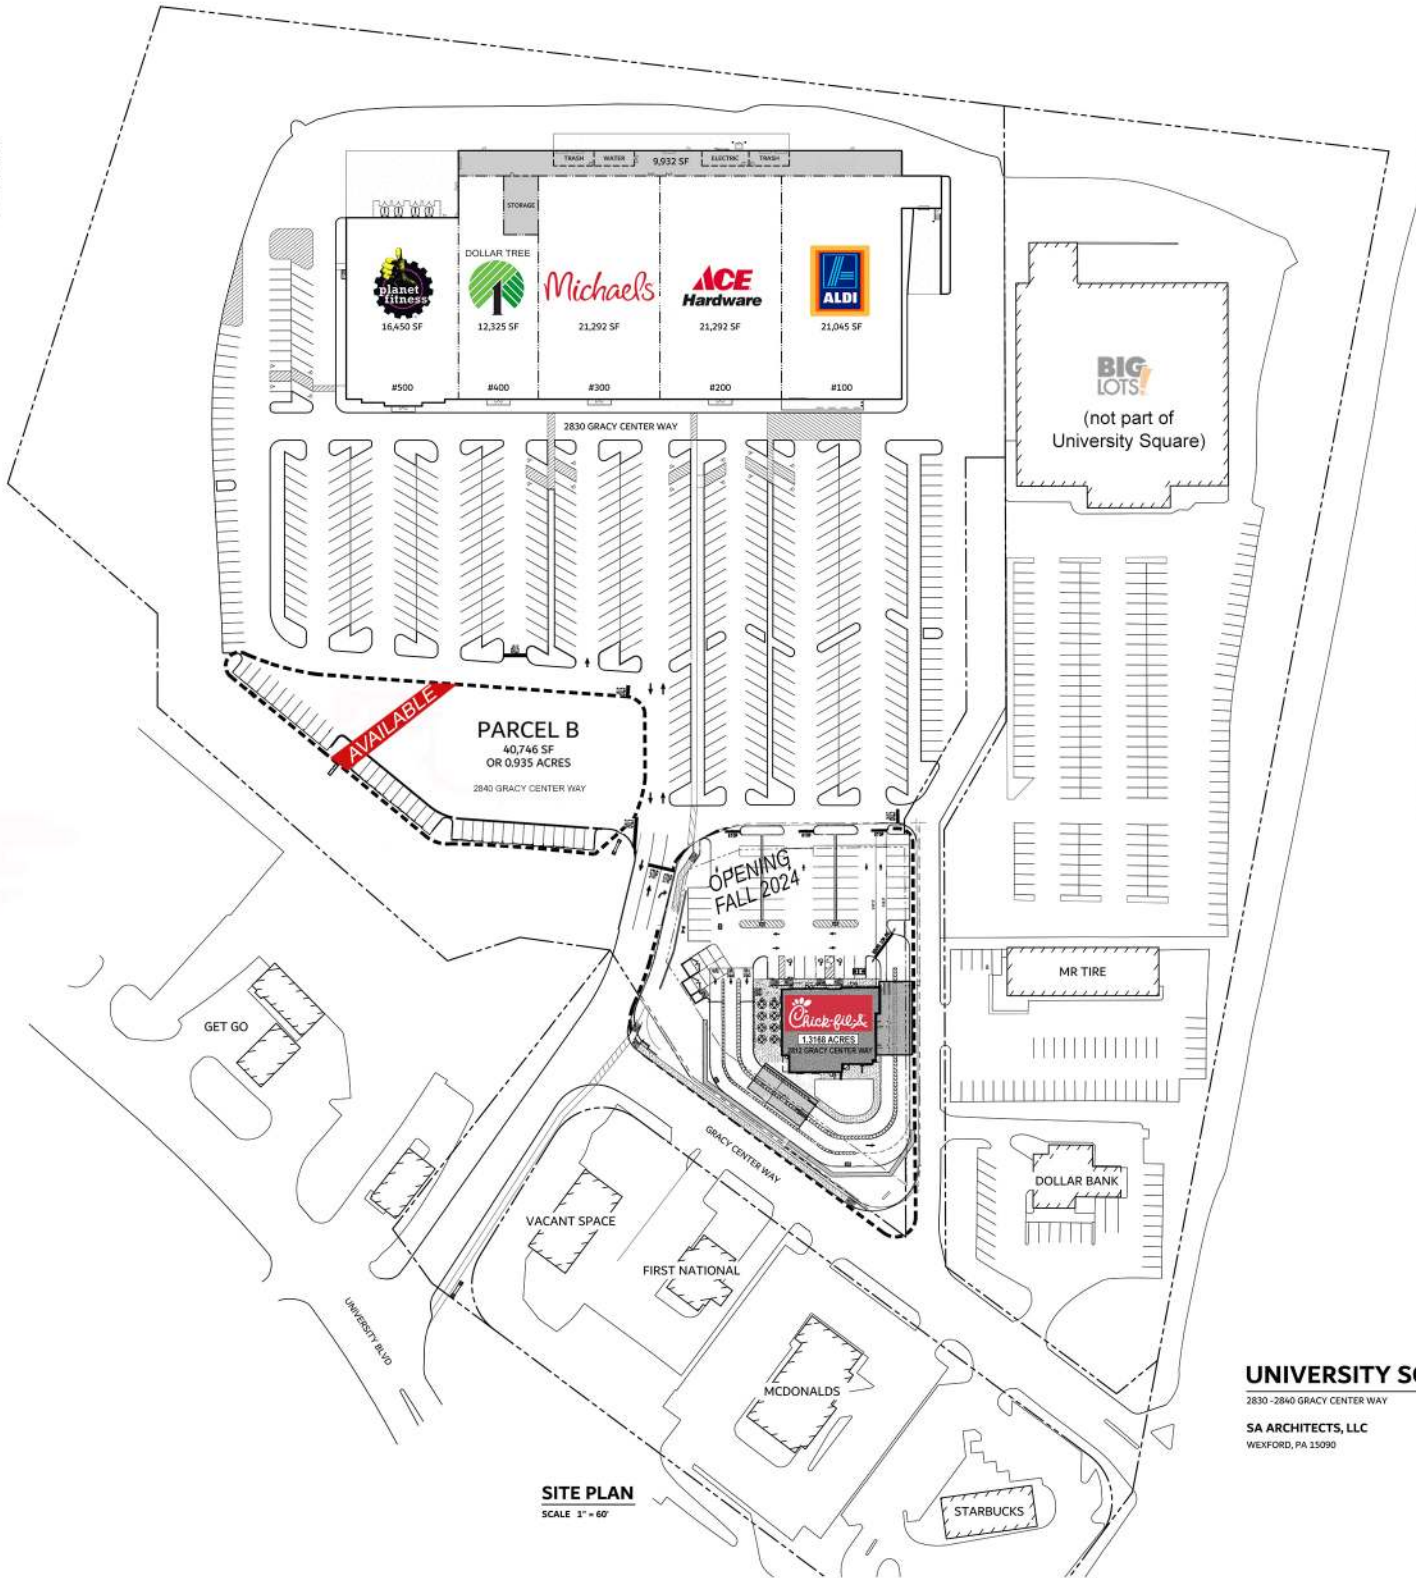 TRASH
WATER
9,932 SF
ELECTRIC
TRASH
STORAGE
planet
fitness
16,450 SF
#500
DOLLAR TREE
1
12,325 SF
#400
Michaels
21,292 SF
#300
ACE
Hardware
21,292 SF
#200
ALDI
21,045 SF
#100
2830 GRACY CENTER WAY
BIG
LOTS!
(not part of
University Square)
AVAILABLE
PARCEL B
40,746 SF
OR 0.935 ACRES
2840 GRACY CENTER WAY
OPENING
FALL 2024
Chick-fil-A
1.3168 ACRES
2812 GRACY CENTER WAY
MR TIRE
GET GO
GRACY CENTER WAY
DOLLAR BANK
VACANT SPACE
FIRST NATIONAL
UNIVERSITY BLVD
MCDONALDS
STARBUCKS
UNIVERSITY S
2830 -2840 GRACY CENTER WAY
SA ARCHITECTS, LLC
WEXFORD, PA 15090
SITE PLAN
SCALE 1" = 60'